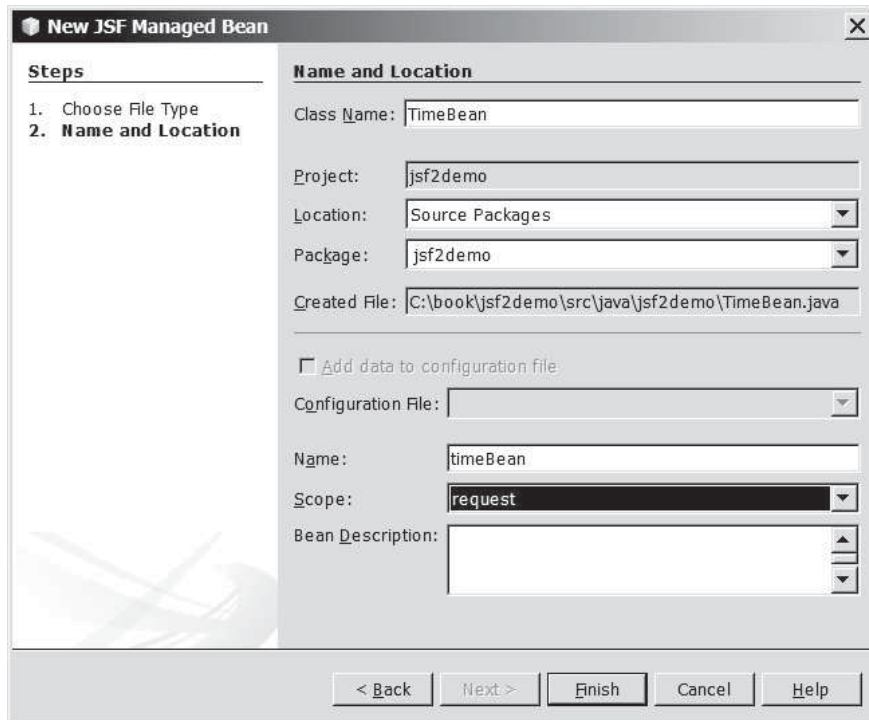 New JSF Managed Bean
Steps
1. Choose File Type
2. Name and Location
Name and Location
Class Name: TimeBean
Project: jsf2demo
Location: Source Packages
Package: jsf2demo
Created File: C:\book\jsf2demo\src\java\jsf2demo\TimeBean.java
Add data to configuration file
Configuration File:
Name: timeBean
Scope: request
Bean Description:
< Back Next > Finish Cancel Help